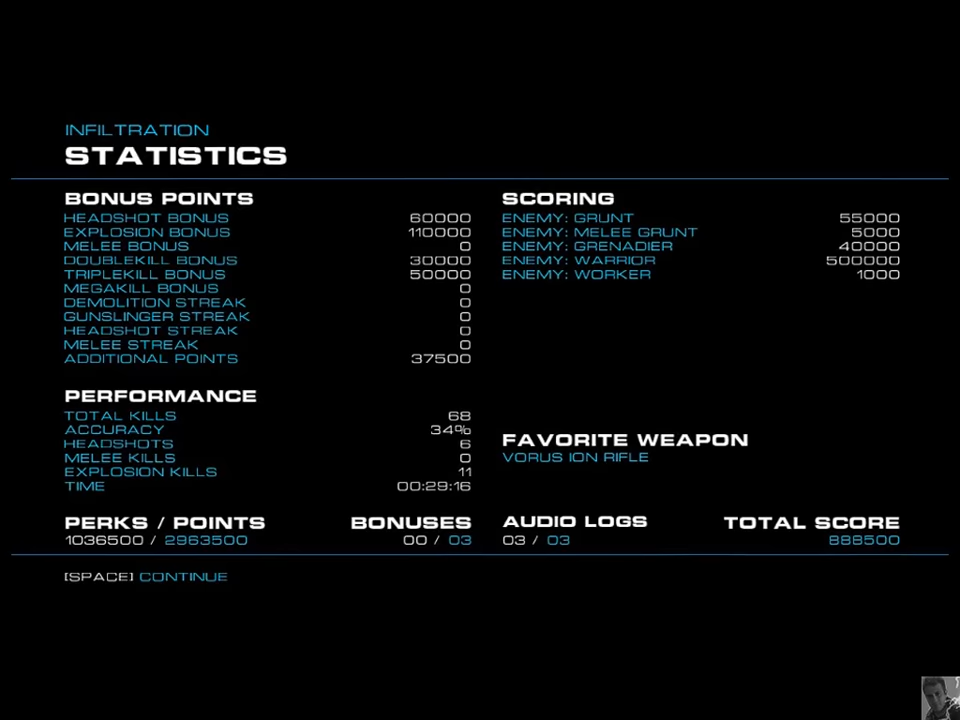 INFILTRATION
STATISTICS
BONUS POINTS
HEADSHOT BONUS 60000
EXPLOSION BONUS 110000
MELEE BONUS 0
DOUBLEKILL BONUS 30000
TRIPLEKILL BONUS 50000
MEGAKILL BONUS 0
DEMOLITION STREAK 0
GUNSLINGER STREAK 0
HEADSHOT STREAK 0
MELEE STREAK 0
ADDITIONAL POINTS 37500
SCORING
ENEMY: GRUNT 55000
ENEMY: MELEE GRUNT 5000
ENEMY: GRENADIER 40000
ENEMY: WARRIOR 500000
ENEMY: WORKER 1000
PERFORMANCE
TOTAL KILLS 68
ACCURACY 34%
HEADSHOTS 6
MELEE KILLS 0
EXPLOSION KILLS 11
TIME 00:29:16
FAVORITE WEAPON
VORUS ION RIFLE
PERKS / POINTS BONUSES AUDIO LOGS TOTAL SCORE
1036500 / 2963500 00 / 03 03 / 03 888500
[SPACE] CONTINUE